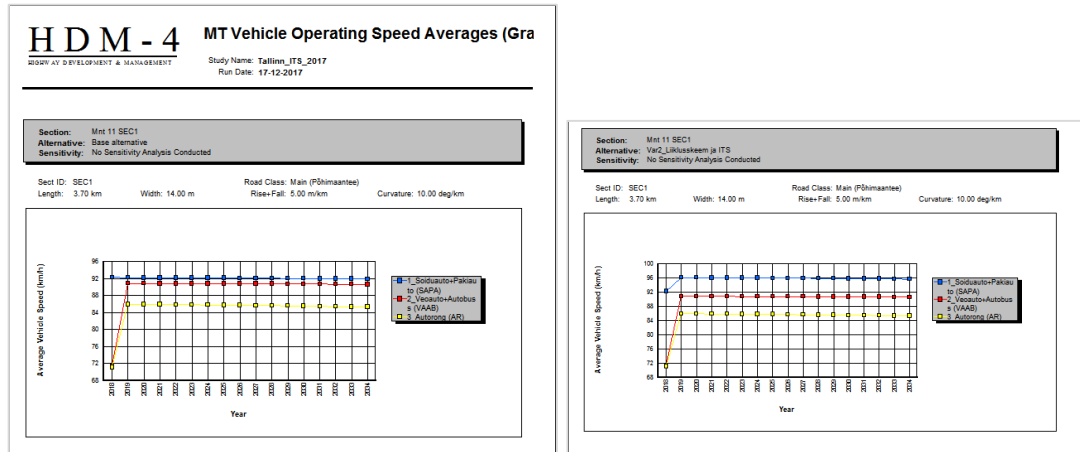 HDM-4
HIGHWAY DEVELOPMENT & MANAGEMENT
MT Vehicle Operating Speed Averages (Gra
Study Name: Tallinn_ITS_2017
Run Date: 17-12-2017
Section: Mnt 11 SEC1
Alternative: Base alternative
Sensitivity: No Sensitivity Analysis Conducted
Sect ID: SEC1 Road Class: Main (Põhimaantee)
Length: 3.70 km Width: 14.00 m Rise+Fall: 5.00 m/km Curvature: 10.00 deg/km
Average Vehicle Speed (km/h)
96
92
88
84
80
76
72
68
2018 2019 2020 2021 2022 2023 2024 2025 2026 2027 2028 2029 2030 2031 2032 2033 2034
Year
1_Soiduauto+Pakiau
to (SAPA)
2_Veoauto+Autobus
s (VAAB)
3_Autorong (AR)
Section: Mnt 11 SEC1
Alternative: Var2_Liiklusskeem ja ITS
Sensitivity: No Sensitivity Analysis Conducted
Sect ID: SEC1 Road Class: Main (Põhimaantee)
Length: 3.70 km Width: 14.00 m Rise+Fall: 5.00 m/km Curvature: 10.00 deg/km
Average Vehicle Speed (km/h)
100
96
92
88
84
80
76
72
68
2018 2019 2020 2021 2022 2023 2024 2025 2026 2027 2028 2029 2030 2031 2032 2033 2034
Year
1_Soiduauto+Pakiau
to (SAPA)
2_Veoauto+Autobus
s (VAAB)
3_Autorong (AR)